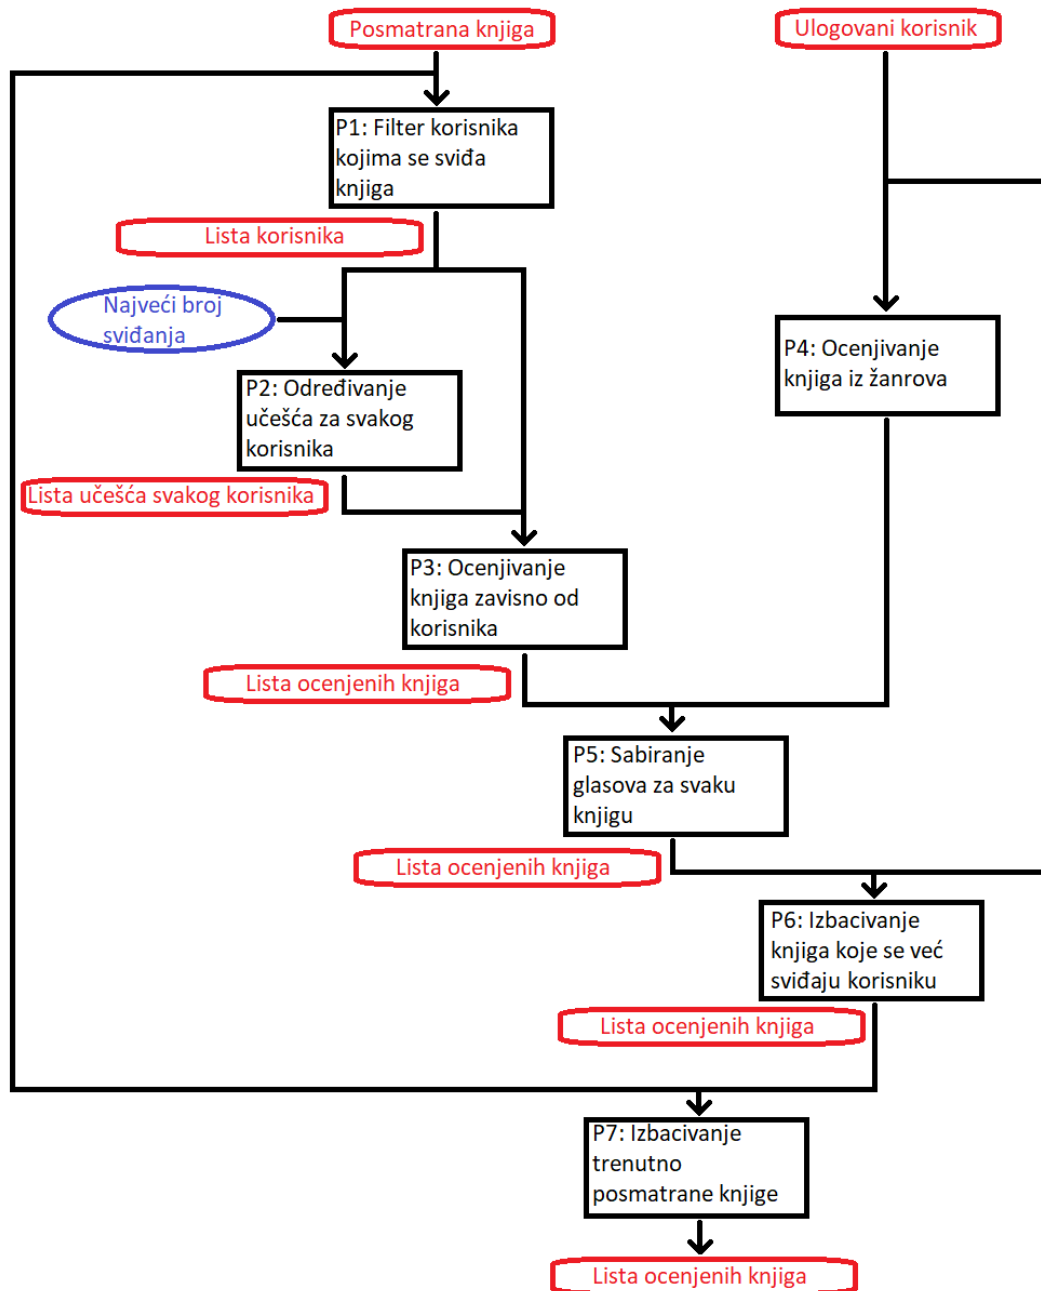 Posmatrana knjiga
Ulogovani korisnik
P1: Filter korisnika
kojima se sviđa
knjiga
Lista korisnika
Najveći broj
sviđanja
P4: Ocenjivanje
knjiga iz žanrova
P2: Određivanje
učešća za svakog
korisnika
Lista učešća svakog korisnika
P3: Ocenjivanje
knjiga zavisno od
korisnika
Lista ocenjenih knjiga
P5: Sabiranje
glasova za svaku
knjigu
Lista ocenjenih knjiga
P6: Izbacivanje
knjiga koje se već
sviđaju korisniku
Lista ocenjenih knjiga
P7: Izbacivanje
trenutno
posmatrane knjige
Lista ocenjenih knjiga